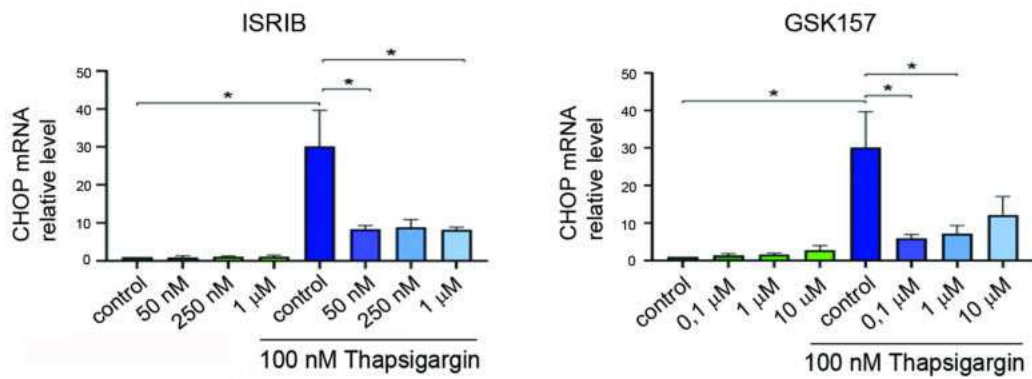 ISRIB
CHOP mRNA
relative level
50
40
30
20
10
0
*
*
*
control
50 nM
250 nM
1 µM
control
50 nM
250 nM
1 µM
100 nM Thapsigargin
GSK157
CHOP mRNA
relative level
50
40
30
20
10
0
*
*
*
control
0,1 µM
1 µM
10 uM
control
0,1 µM
1 µM
10 µM
100 nM Thapsigargin